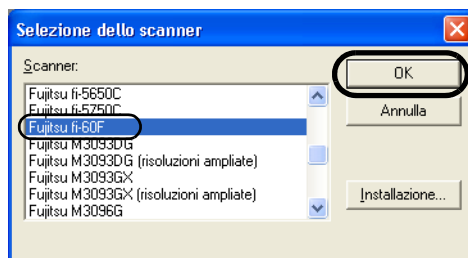 Selezione dello scanner
Scanner:
Fujitsu fi-5650C
Fujitsu fi-5750C
Fujitsu fi-60F
Fujitsu M3093DG
Fujitsu M3093DG (risoluzioni ampliate)
Fujitsu M3093GX
Fujitsu M3093GX (risoluzioni ampliate)
Fujitsu M3096G
OK
Annulla
Installazione...